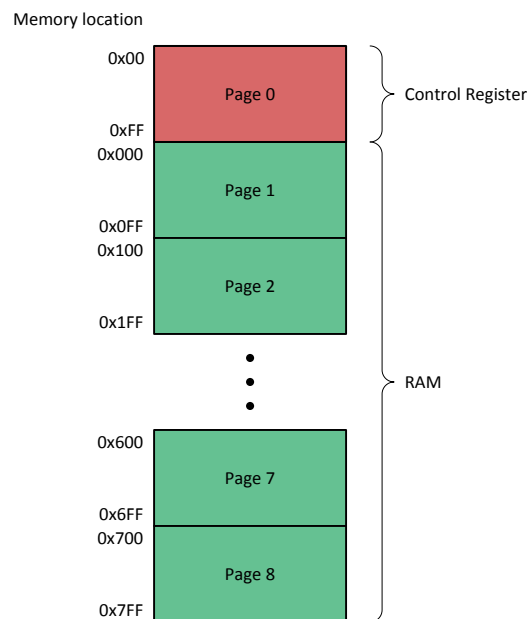 Memory location
0x00
Page 0
Control Register
0xFF
0x000
Page 1
0x0FF
0x100
Page 2
0x1FF
RAM
0x600
Page 7
0x6FF
0x700
Page 8
0x7FF